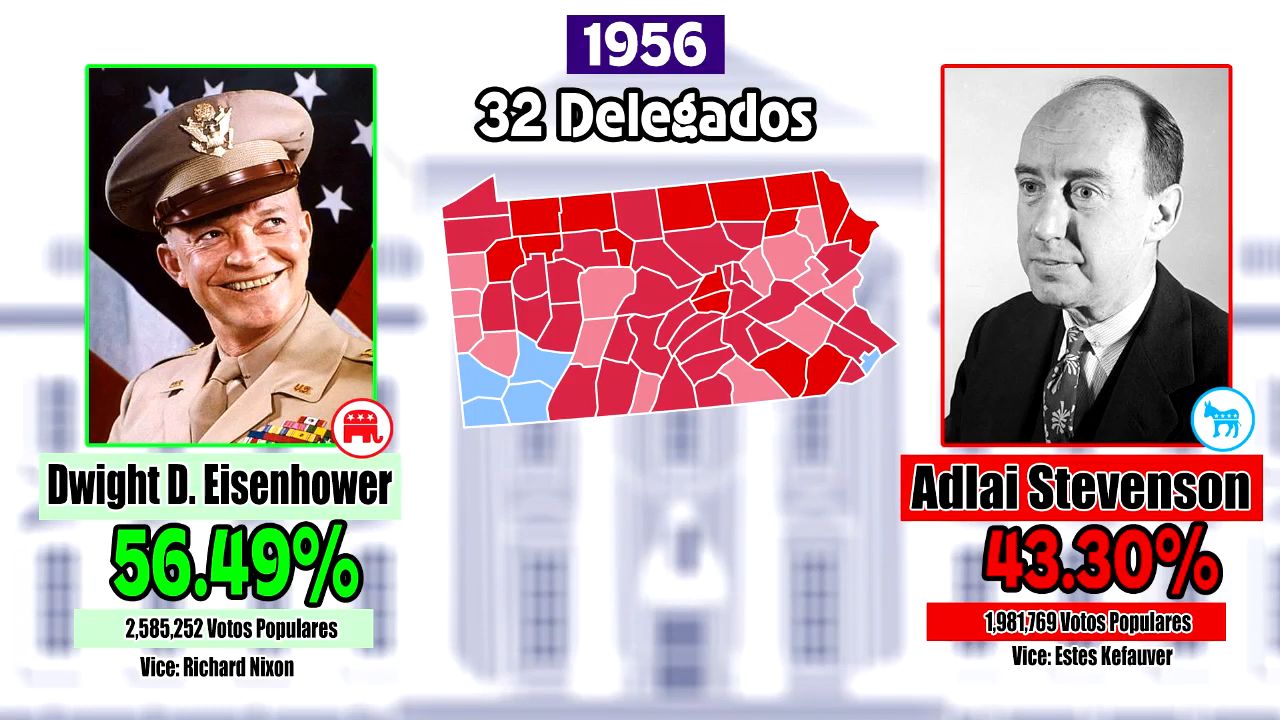 1956
32 Delegados
Dwight D. Eisenhower
56.49%
2,585,252 Votos Populares
Vice: Richard Nixon
Adlai Stevenson
43.30%
1,981,769 Votos Populares
Vice: Estes Kefauver